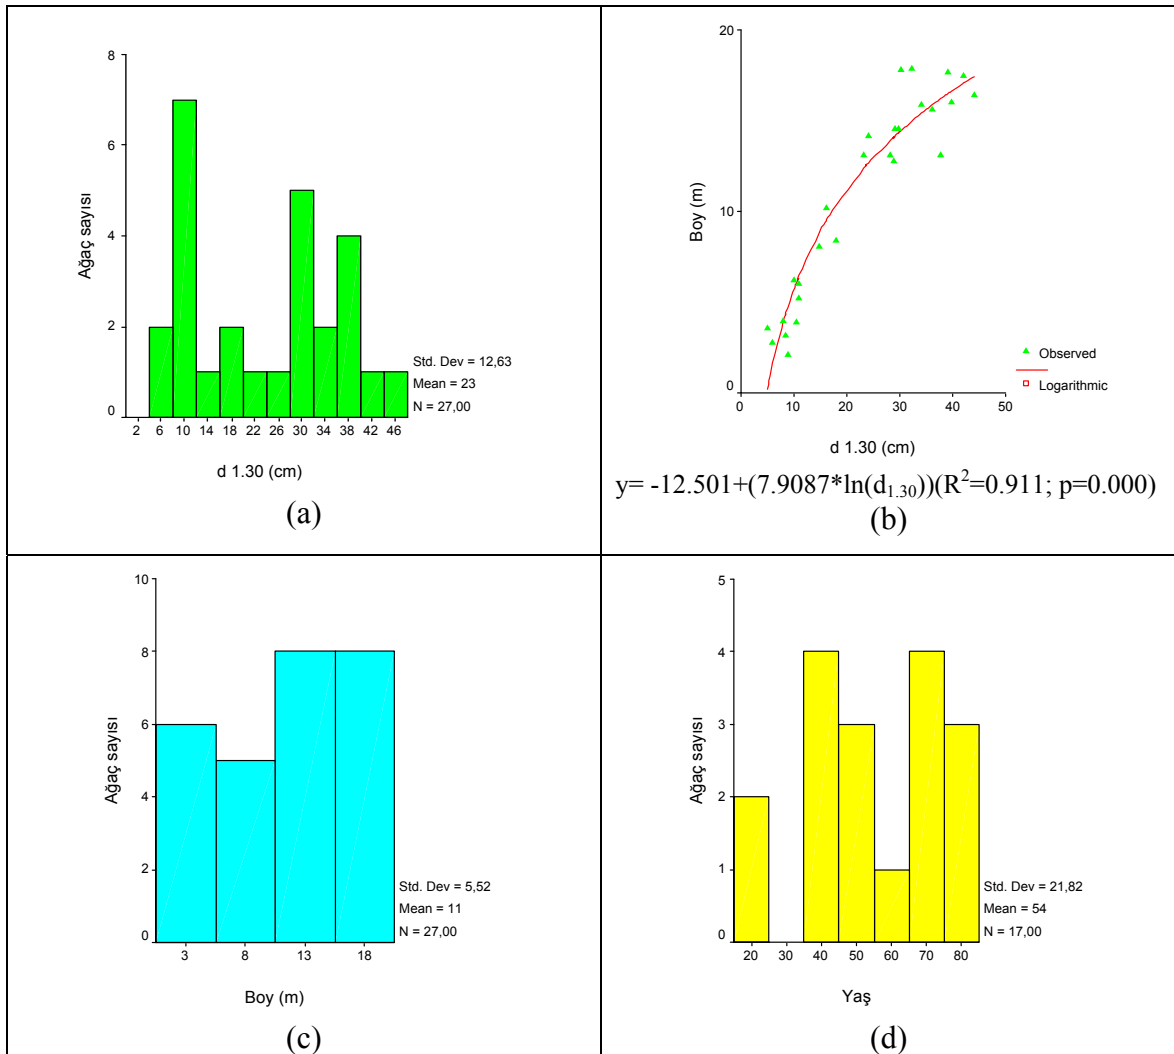 8
6
4
2
0
Ağaç sayısı
2 6 10 14 18 22 26 30 34 38 42 46
d 1.30 (cm)
Std. Dev = 12,63
Mean = 23
N = 27,00
(a)
20
10
0
Boy (m)
0 10 20 30 40 50
d 1.30 (cm)
Observed
Logarithmic
y= -12.501+(7.9087*ln(d1.30))(R²=0.911; p=0.000)
(b)
10
8
6
4
2
0
Ağaç sayısı
3 8 13 18
Boy (m)
Std. Dev = 5,52
Mean = 11
N = 27,00
(c)
5
4
3
2
1
0
Ağaç sayısı
20 30 40 50 60 70 80
Yaş
Std. Dev = 21,82
Mean = 54
N = 17,00
(d)